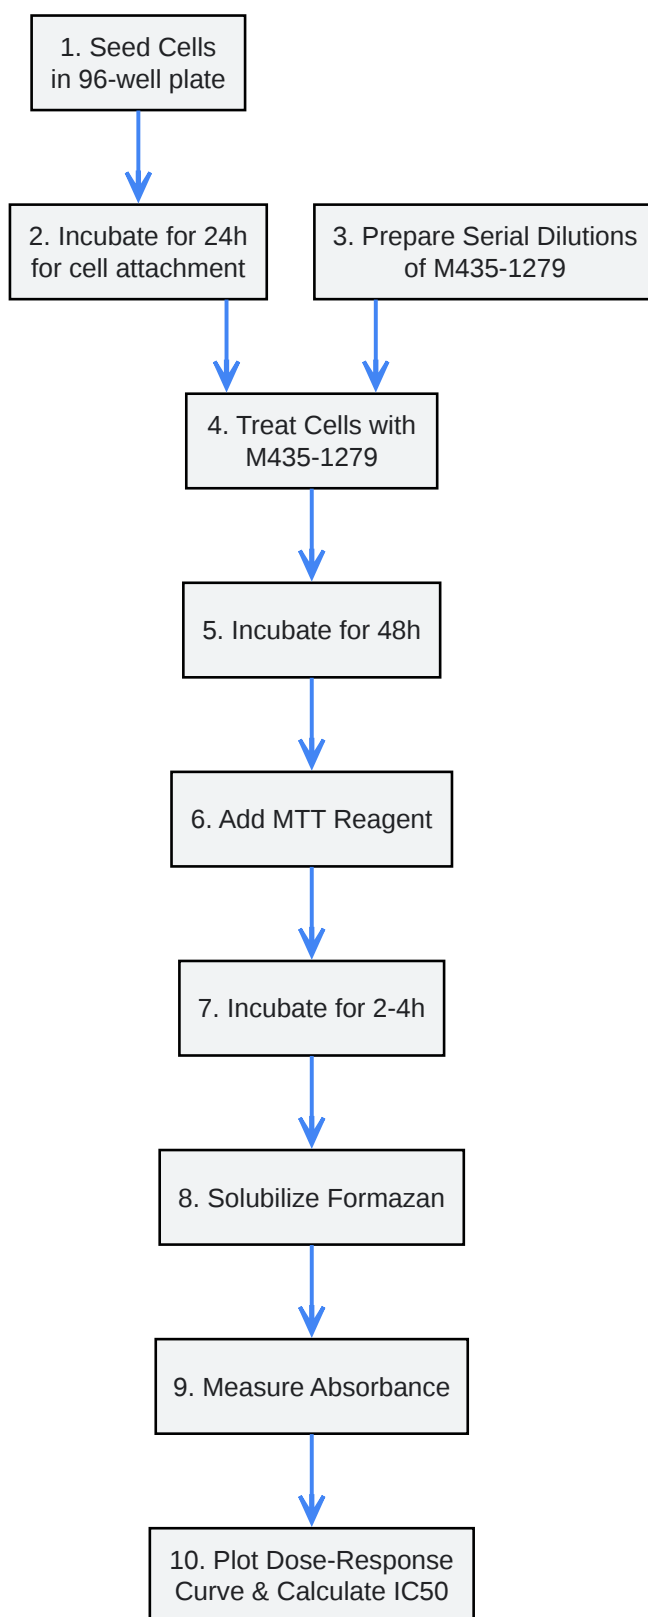 1. Seed Cells
in 96-well plate
2. Incubate for 24h
for cell attachment
3. Prepare Serial Dilutions
of M435-1279
4. Treat Cells with
M435-1279
5. Incubate for 48h
6. Add MTT Reagent
7. Incubate for 2-4h
8. Solubilize Formazan
9. Measure Absorbance
10. Plot Dose-Response
Curve & Calculate IC50